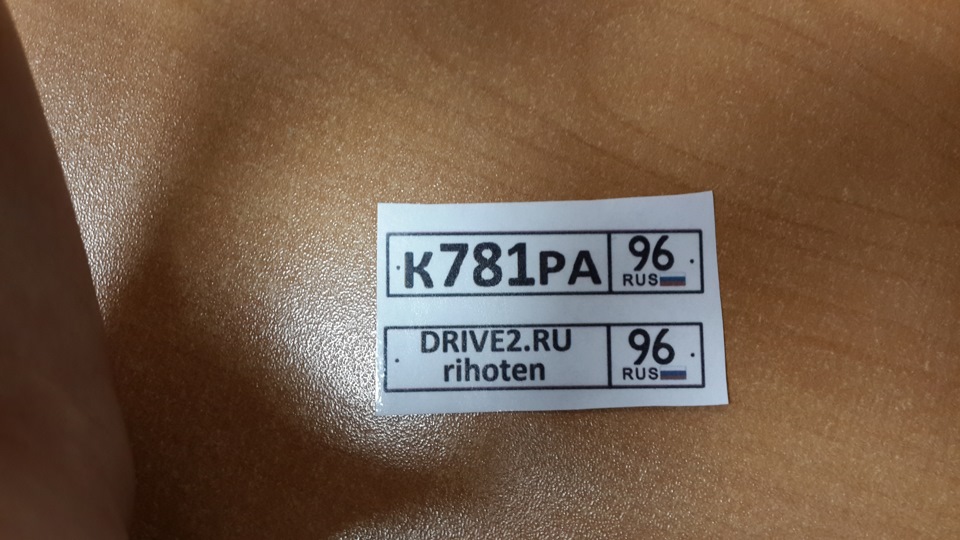 К781РА 96
RUS
DRIVE2.RU 96
rihoten RUS